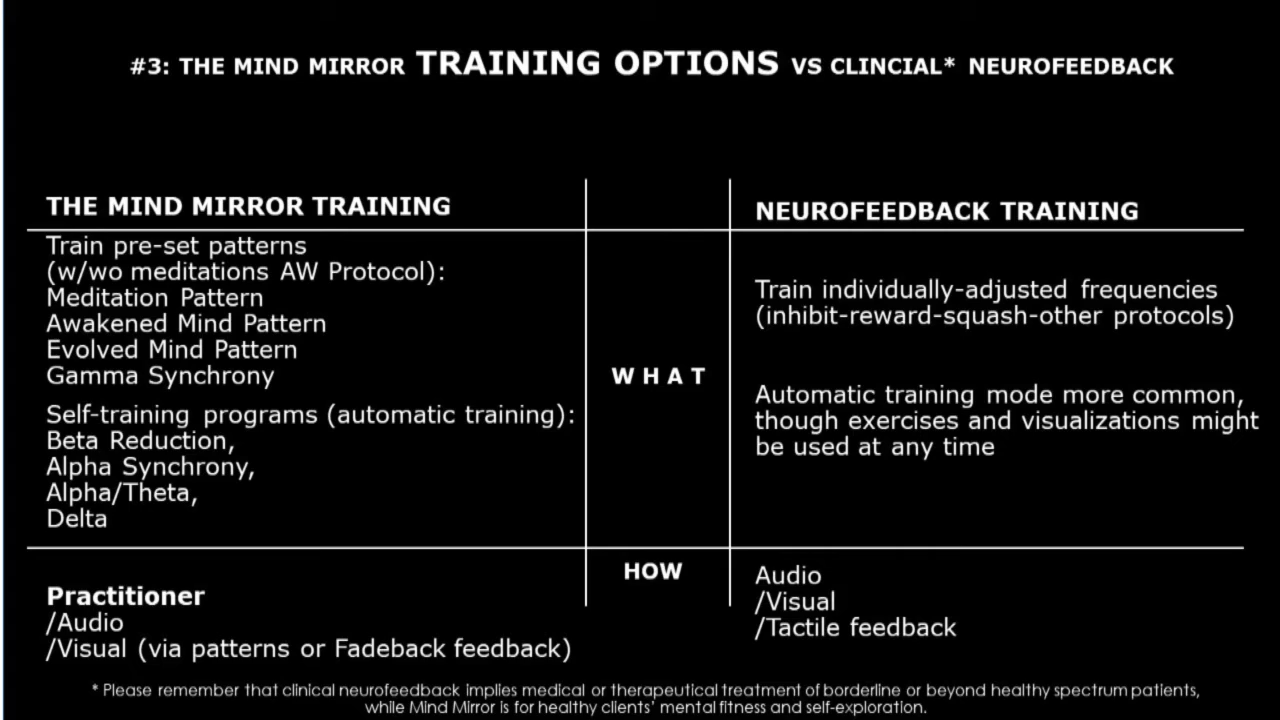 #3: THE MIND MIRROR TRAINING OPTIONS VS CLINCIAL* NEUROFEEDBACK
THE MIND MIRROR TRAINING
Train pre-set patterns
(w/wo meditations AW Protocol):
Meditation Pattern
Awakened Mind Pattern
Evolved Mind Pattern
Gamma Synchrony
Self-training programs (automatic training):
Beta Reduction,
Alpha Synchrony,
Alpha/Theta,
Delta
WHAT
NEUROFEEDBACK TRAINING
Train individually-adjusted frequencies
(inhibit-reward-squash-other protocols)
Automatic training mode more common,
though exercises and visualizations might
be used at any time
Practitioner
/Audio
/Visual (via patterns or Fadeback feedback)
HOW
Audio
/Visual
/Tactile feedback
* Please remember that clinical neurofeedback implies medical or therapeutical treatment of borderline or beyond healthy spectrum patients,
while Mind Mirror is for healthy clients' mental fitness and self-exploration.